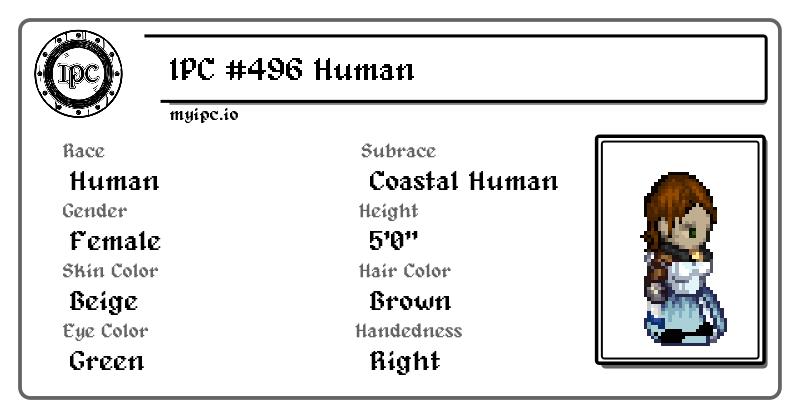 IPC
IPC #496 Human
myipc.io
Race
Human
Subrace
Coastal Human
Gender
Female
Height
5'0"
Skin Color
Beige
Hair Color
Brown
Eye Color
Green
Handedness
Right